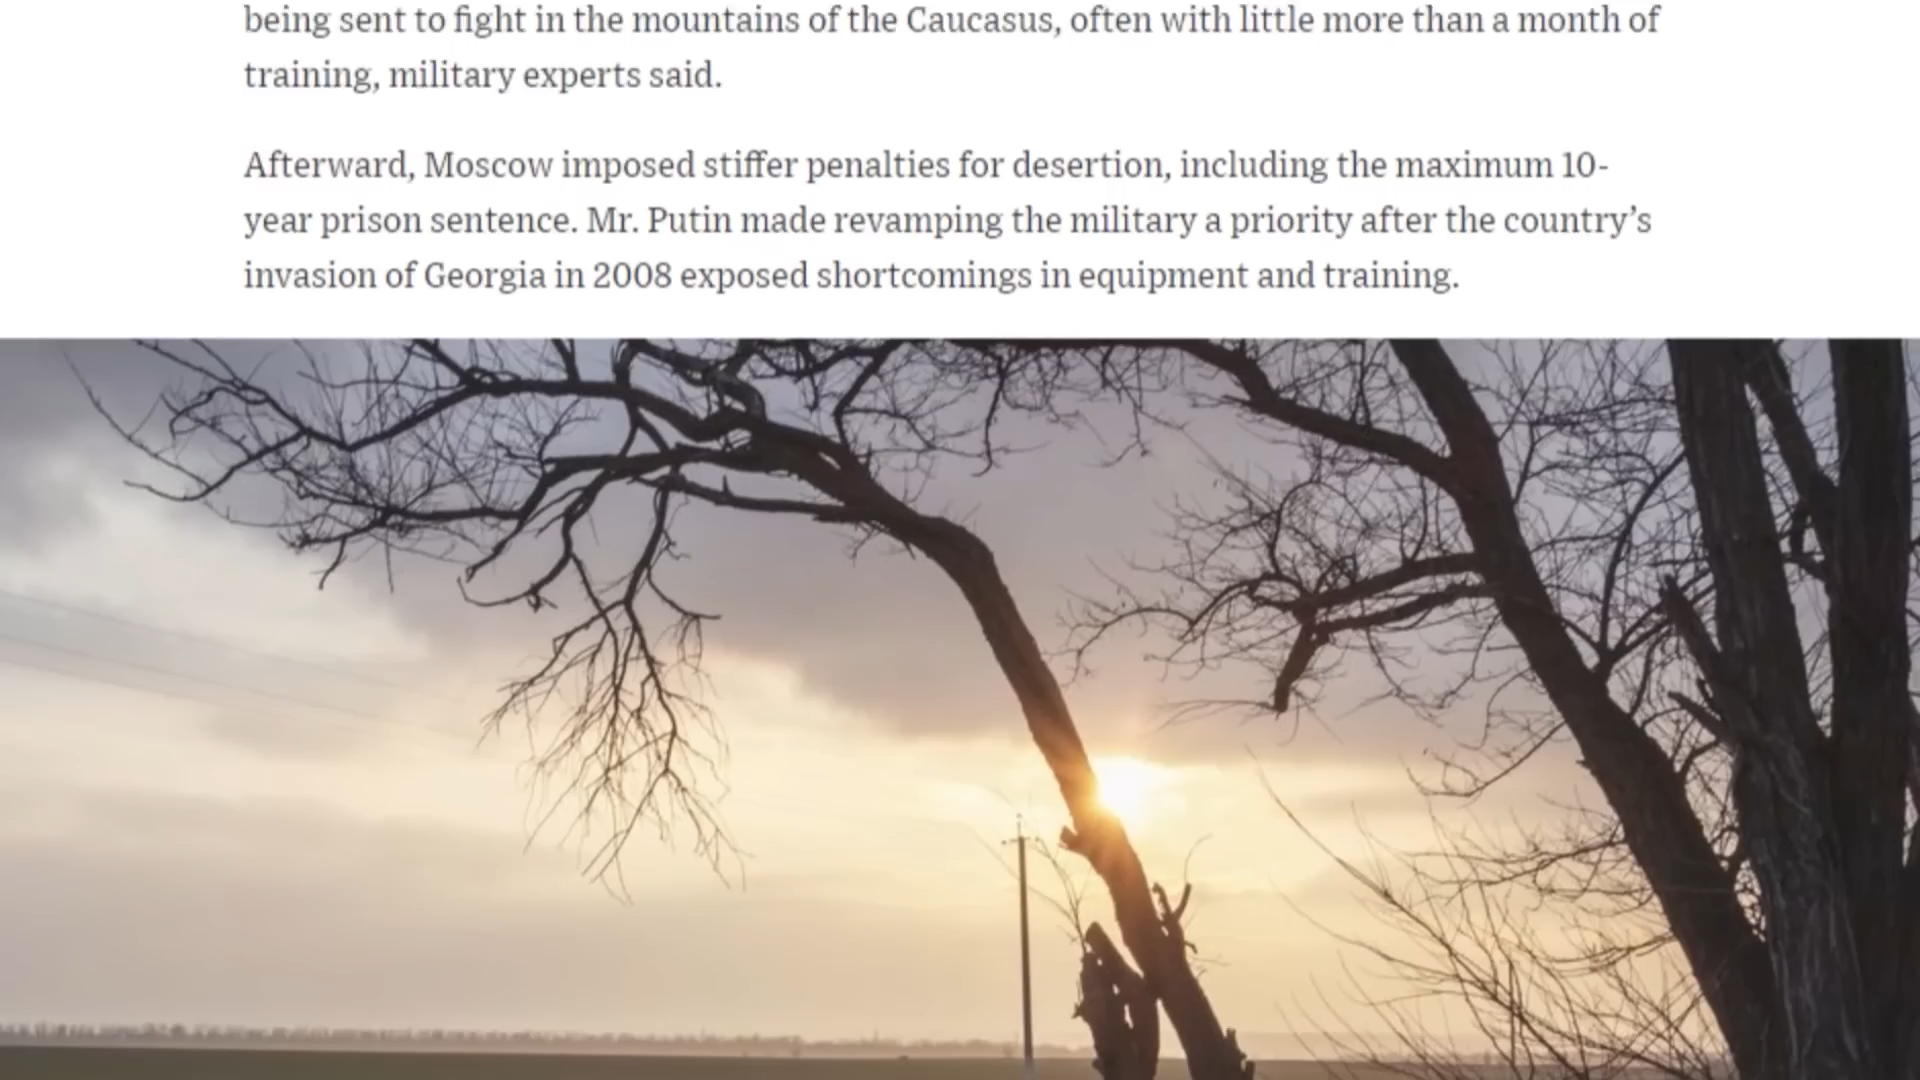 being sent to fight in the mountains of the Caucasus, often with little more than a month of
training, military experts said.
Afterward, Moscow imposed stiffer penalties for desertion, including the maximum 10-
year prison sentence. Mr. Putin made revamping the military a priority after the country’s
invasion of Georgia in 2008 exposed shortcomings in equipment and training.